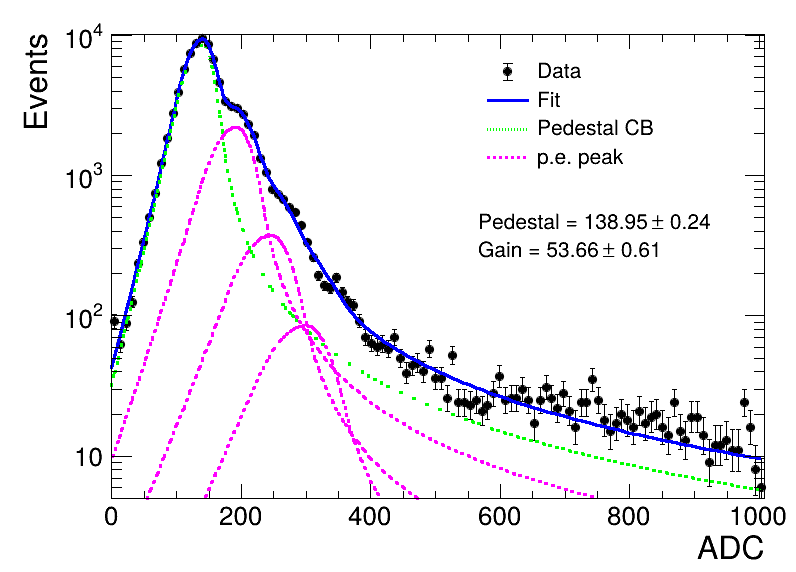 Events
10⁴
10³
10²
10
Data
Fit
Pedestal CB
p.e. peak
Pedestal = 138.95 ± 0.24
Gain = 53.66 ± 0.61
0 200 400 600 800 1000
ADC